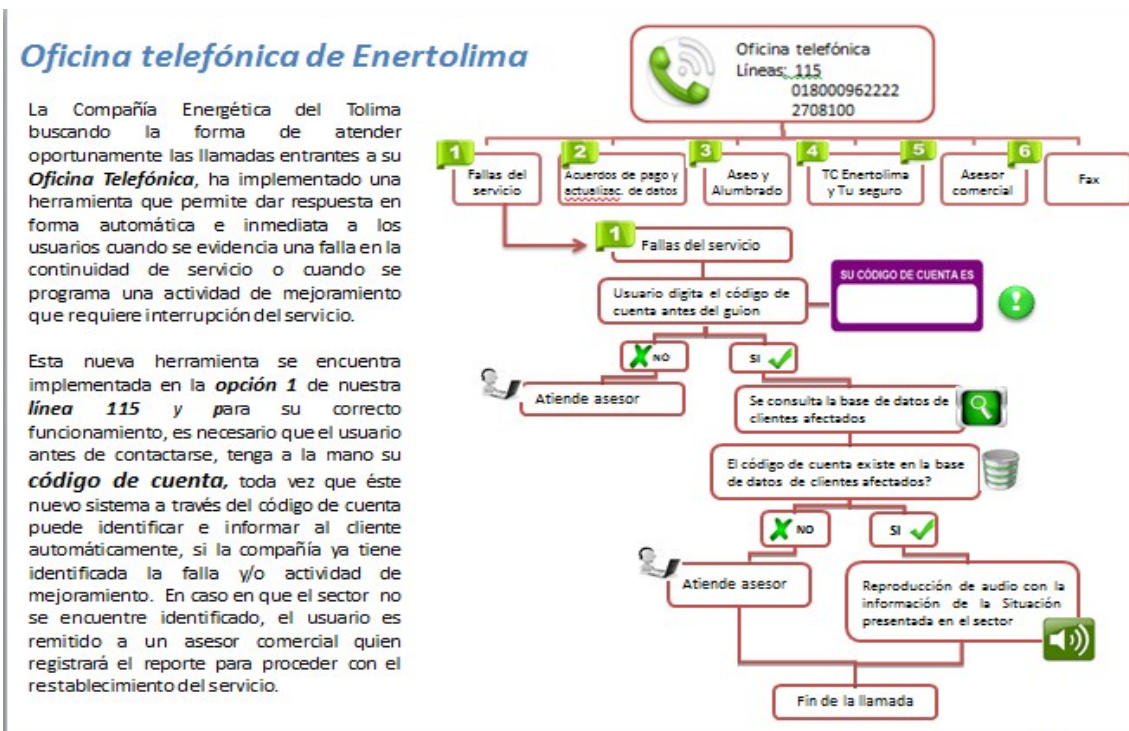 Oficina telefónica de Enertolima
La Compañía Energética del Tolima
buscando la forma de atender
oportunamente las llamadas entrantes a su
Oficina Telefónica, ha implementado una
herramienta que permite dar respuesta en
forma automática e inmediata a los
usuarios cuando se evidencia una falla en la
continuidad de servicio o cuando se
programa una actividad de mejoramiento
que requiere interrupción del servicio.
Esta nueva herramienta se encuentra
implementada en la opción 1 de nuestra
línea 115 y para su correcto
funcionamiento, es necesario que el usuario
antes de contactarse, tenga a la mano su
código de cuenta, toda vez que éste
nuevo sistema a través del código de cuenta
puede identificar e informar al cliente
automáticamente, si la compañía ya tiene
identificada la falla y/o actividad de
mejoramiento. En caso en que el sector no
se encuentre identificado, el usuario es
remitido a un asesor comercial quien
registrará el reporte para proceder con el
restablecimiento del servicio.
Oficina telefónica
Líneas: 115
018000962222
2708100
1
Fallas del
servicio
2
Acuerdos de pago y
actualizac. de datos
3
Aseo y
Alumbrado
4
TC Enertolima
y Tu seguro
5
Asesor
comercial
6
Fax
1
Fallas del servicio
Usuario digita el código de
cuenta antes del guion
SU CÓDIGO DE CUENTA ES
NO
SI
Atiende asesor
Se consulta la base de datos de
clientes afectados
El código de cuenta existe en la base
de datos de clientes afectados?
NO
SI
Atiende asesor
Reproducción de audio con la
información de la Situación
presentada en el sector
Fin de la llamada